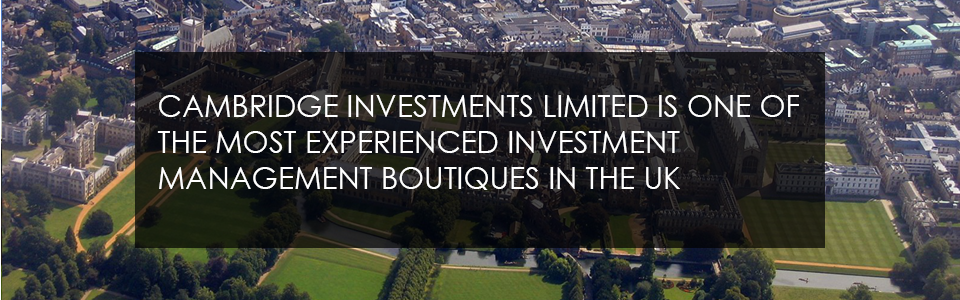 CAMBRIDGE INVESTMENTS LIMITED IS ONE OF
THE MOST EXPERIENCED INVESTMENT
MANAGEMENT BOUTIQUES IN THE UK